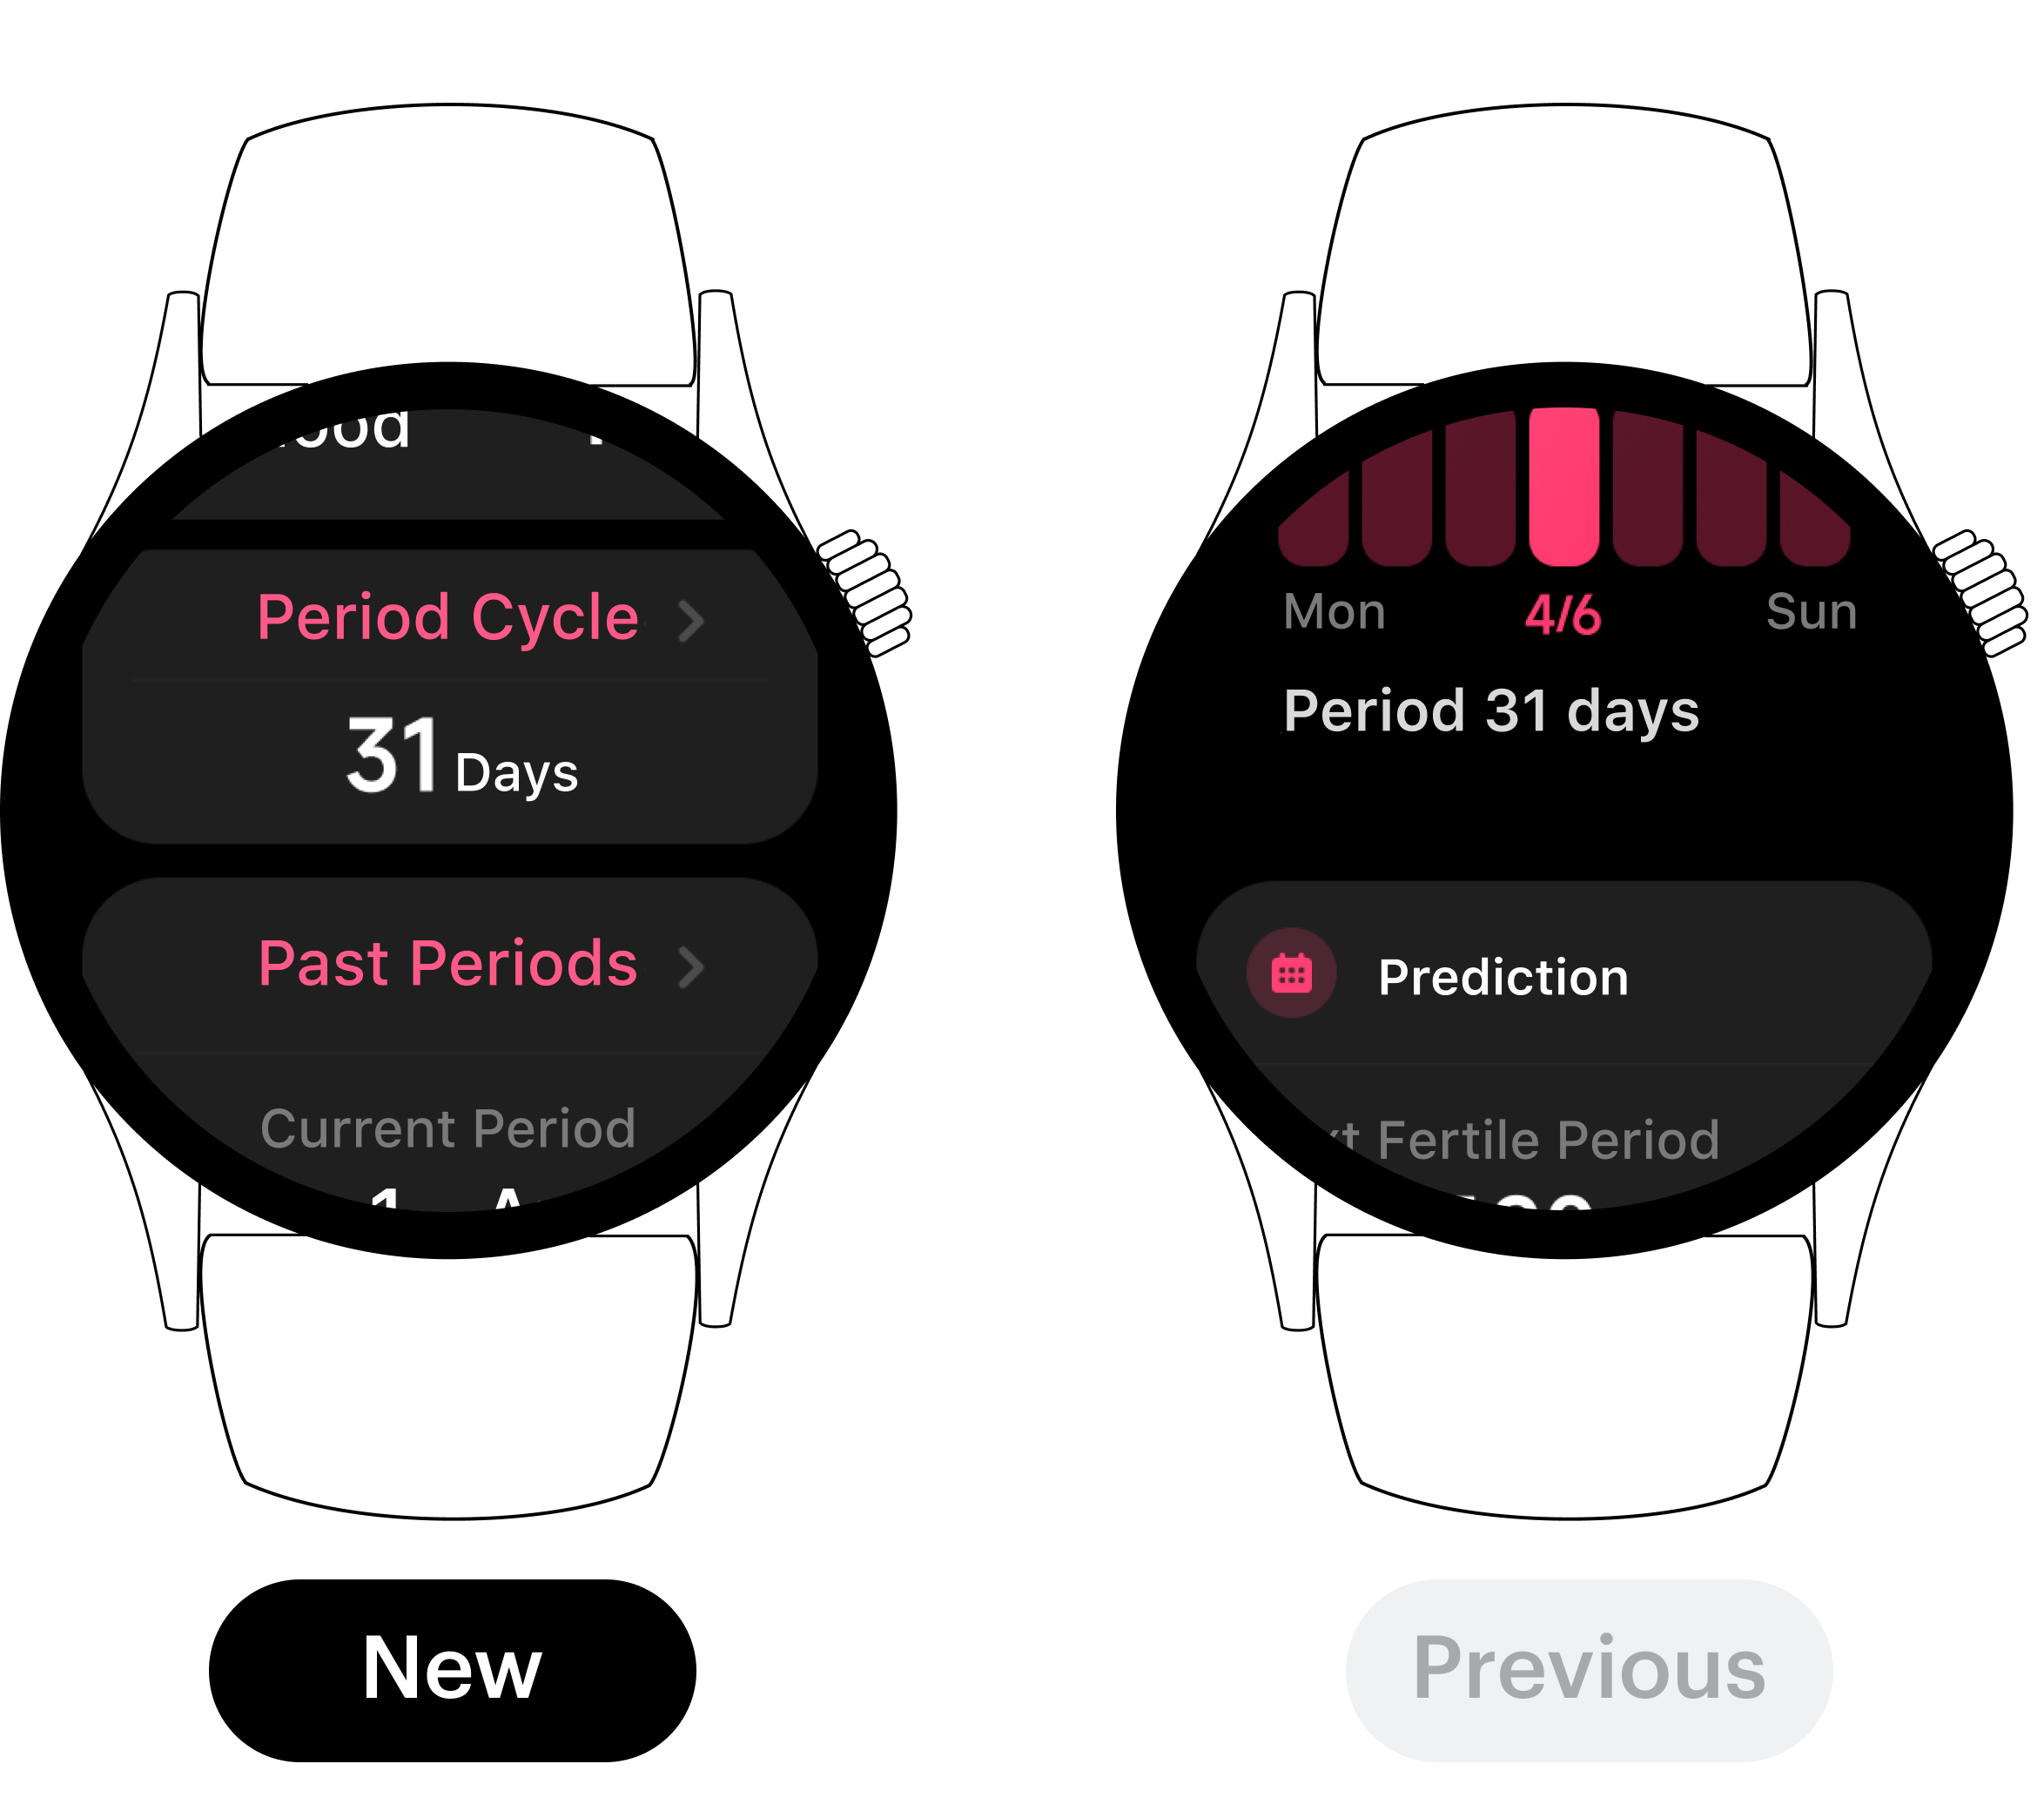 Period Cycle
31 Days
Past Periods
Current Period
New
Mon 4/6 Sun
Period 31 days
Prediction
Fertile Period
Previous